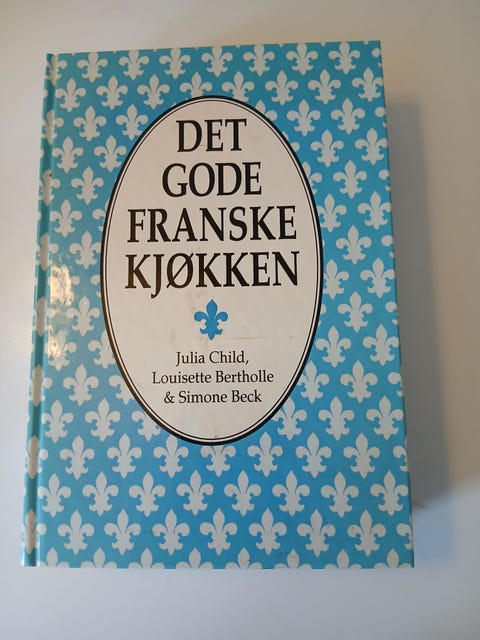 DET
GODE
FRANSKE
KJØKKEN
Julia Child,
Louisette Bertholle
& Simone Beck